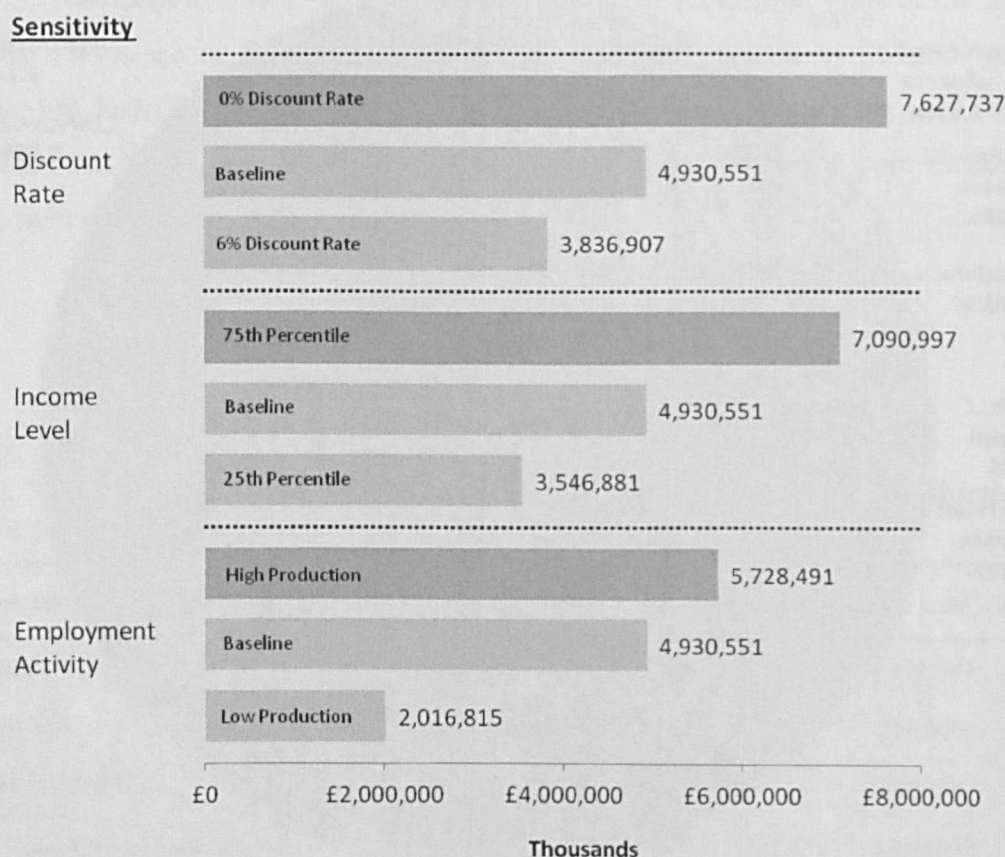 Sensitivity
0% Discount Rate 7,627,737
Discount
Rate
Baseline 4,930,551
6% Discount Rate 3,836,907
75th Percentile 7,090,997
Income
Level
Baseline 4,930,551
25th Percentile 3,546,881
High Production 5,728,491
Employment
Activity
Baseline 4,930,551
Low Production 2,016,815
£0 £2,000,000 £4,000,000 £6,000,000 £8,000,000
Thousands